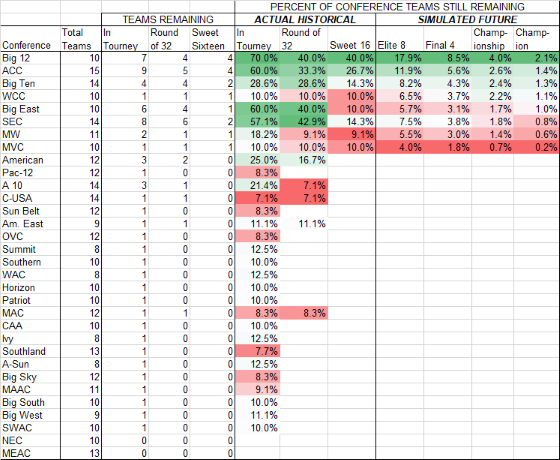 PERCENT OF CONFERENCE TEAMS STILL REMAINING
TEAMS REMAINING ACTUAL HISTORICAL SIMULATED FUTURE
Total In Round Sweet In Round of Champ- Champ-
Conference Teams Tourney of 32 Sixteen Tourney 32 Sweet 16 Elite 8 Final 4 ionship ion
Big 12 10 7 4 4 70.0% 40.0% 40.0% 17.9% 8.5% 4.0% 2.1%
ACC 15 9 5 4 60.0% 33.3% 26.7% 11.9% 5.6% 2.6% 1.4%
Big Ten 14 4 4 2 28.6% 28.6% 14.3% 8.2% 4.3% 2.4% 1.3%
WCC 10 1 1 1 10.0% 10.0% 10.0% 6.5% 3.7% 2.2% 1.1%
Big East 10 6 4 1 60.0% 40.0% 10.0% 5.7% 3.1% 1.7% 1.0%
SEC 14 8 6 2 57.1% 42.9% 14.3% 7.5% 3.8% 1.8% 0.8%
MW 11 2 1 1 18.2% 9.1% 9.1% 5.5% 3.0% 1.4% 0.6%
MVC 10 1 1 1 10.0% 10.0% 10.0% 4.0% 1.8% 0.7% 0.2%
American 12 3 2 0 25.0% 16.7%
Pac-12 12 1 0 0 8.3%
A 10 14 3 1 0 21.4% 7.1%
C-USA 14 1 1 0 7.1% 7.1%
Sun Belt 12 1 0 0 8.3%
Am. East 9 1 1 0 11.1% 11.1%
OVC 12 1 0 0 8.3%
Summit 8 1 0 0 12.5%
Southern 10 1 0 0 10.0%
WAC 8 1 0 0 12.5%
Horizon 10 1 0 0 10.0%
Patriot 10 1 0 0 10.0%
MAC 12 1 1 0 8.3% 8.3%
CAA 10 1 0 0 10.0%
Ivy 8 1 0 0 12.5%
Southland 13 1 0 0 7.7%
A-Sun 8 1 0 0 12.5%
Big Sky 12 1 0 0 8.3%
MAAC 11 1 0 0 9.1%
Big South 10 1 0 0 10.0%
Big West 9 1 0 0 11.1%
SWAC 10 1 0 0 10.0%
NEC 10 0 0 0
MEAC 13 0 0 0